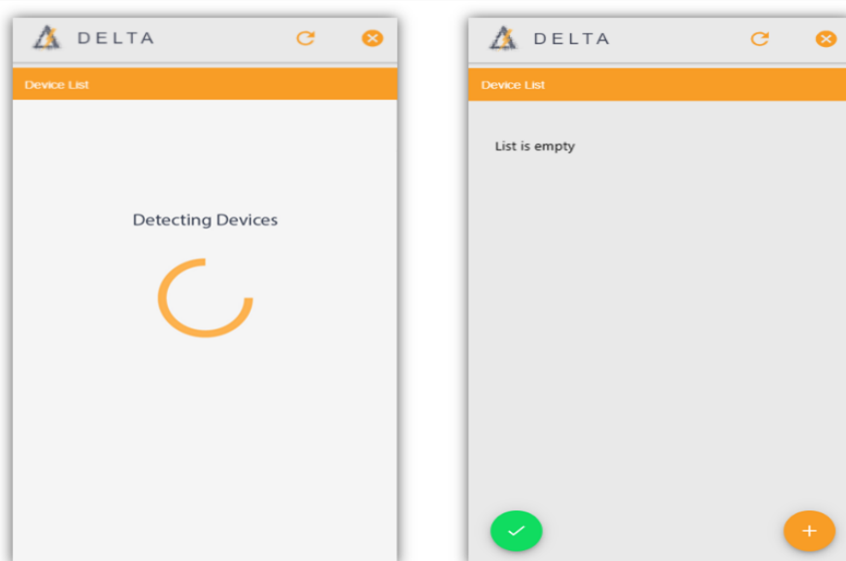 DELTA
Device List
Detecting Devices
DELTA
Device List
List is empty